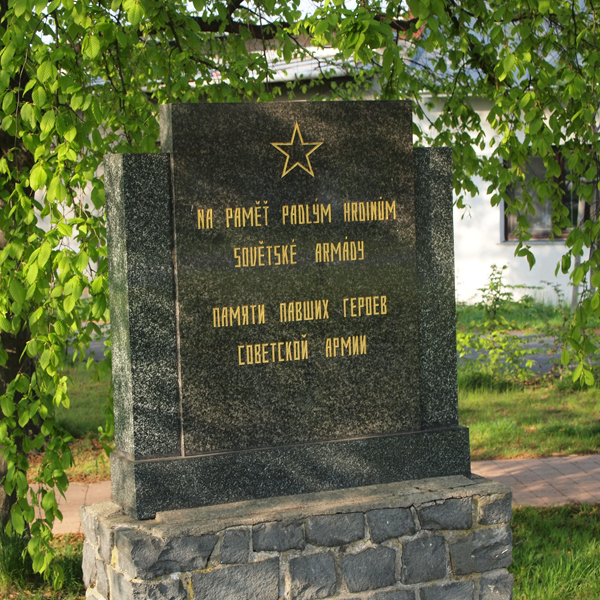 NA PAMĚŤ PADLÝM HRDINŮM
SOVĚTSKÉ ARMÁDY
ПАМЯТИ ПАВШИХ ГЕРОЕВ
СОВЕТСКОЙ АРМИИ